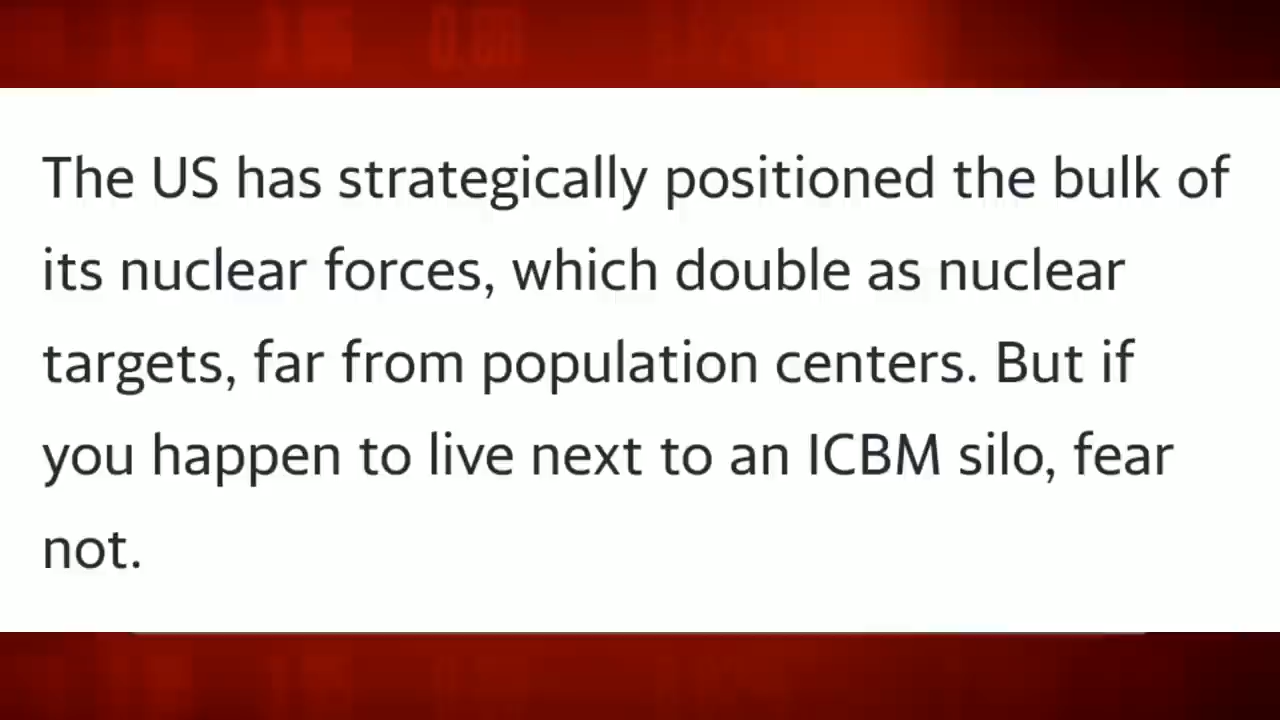 The US has strategically positioned the bulk of
its nuclear forces, which double as nuclear
targets, far from population centers. But if
you happen to live next to an ICBM silo, fear
not.